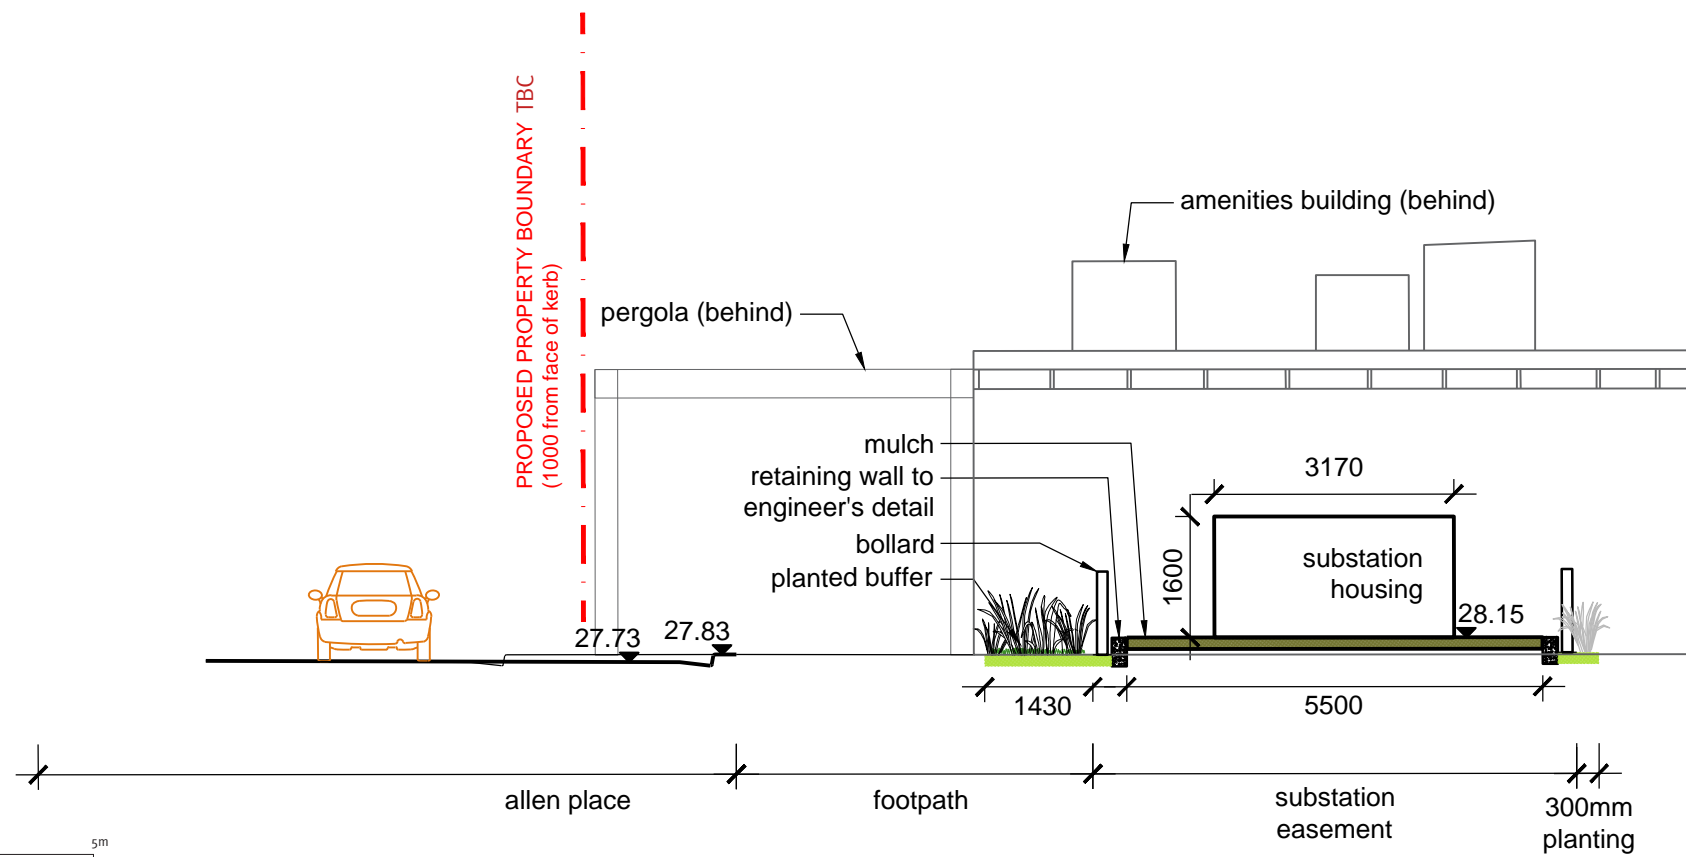 PROPOSED PROPERTY BOUNDARY TBC
(1000 from face of kerb)
amenities building (behind)
pergola (behind)
mulch
retaining wall to
engineer's detail
bollard
planted buffer
3170
1600
substation
housing
28.15
27.73
27.83
1430
5500
allen place
footpath
substation
easement
300mm
planting
5m